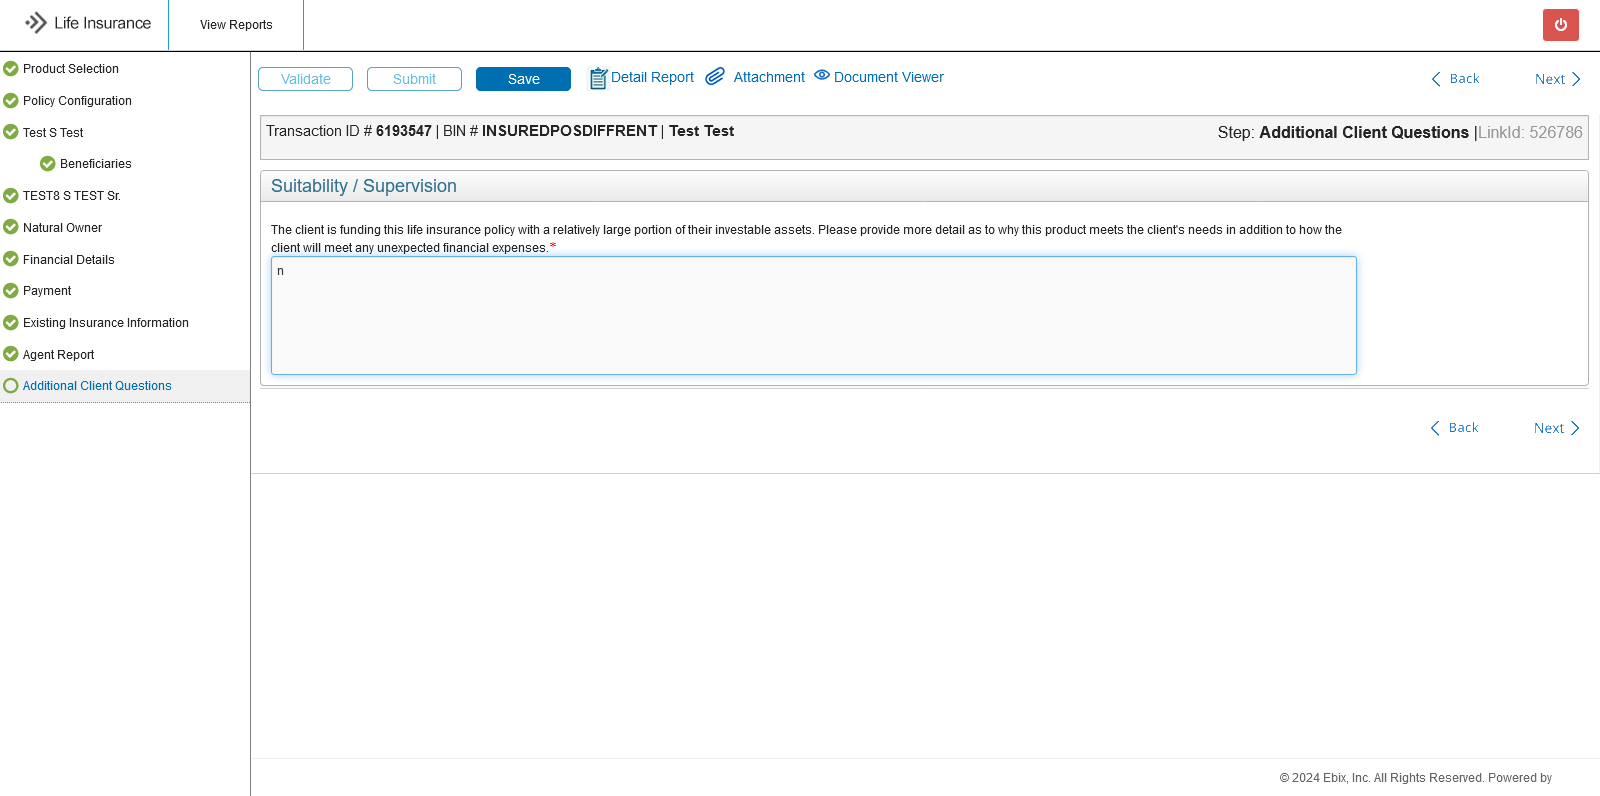 Life Insurance
View Reports
Product Selection
Policy Configuration
Test S Test
Beneficiaries
TEST8 S TEST Sr.
Natural Owner
Financial Details
Payment
Existing Insurance Information
Agent Report
Additional Client Questions
Validate Submit Save Detail Report Attachment Document Viewer Back Next
Transaction ID # 6193547 | BIN # INSUREDPOSDIFFRENT | Test Test
Step: Additional Client Questions |LinkId: 526786
Suitability / Supervision
The client is funding this life insurance policy with a relatively large portion of their investable assets. Please provide more detail as to why this product meets the client's needs in addition to how the
client will meet any unexpected financial expenses.*
n
Back Next
© 2024 Ebix, Inc. All Rights Reserved. Powered by